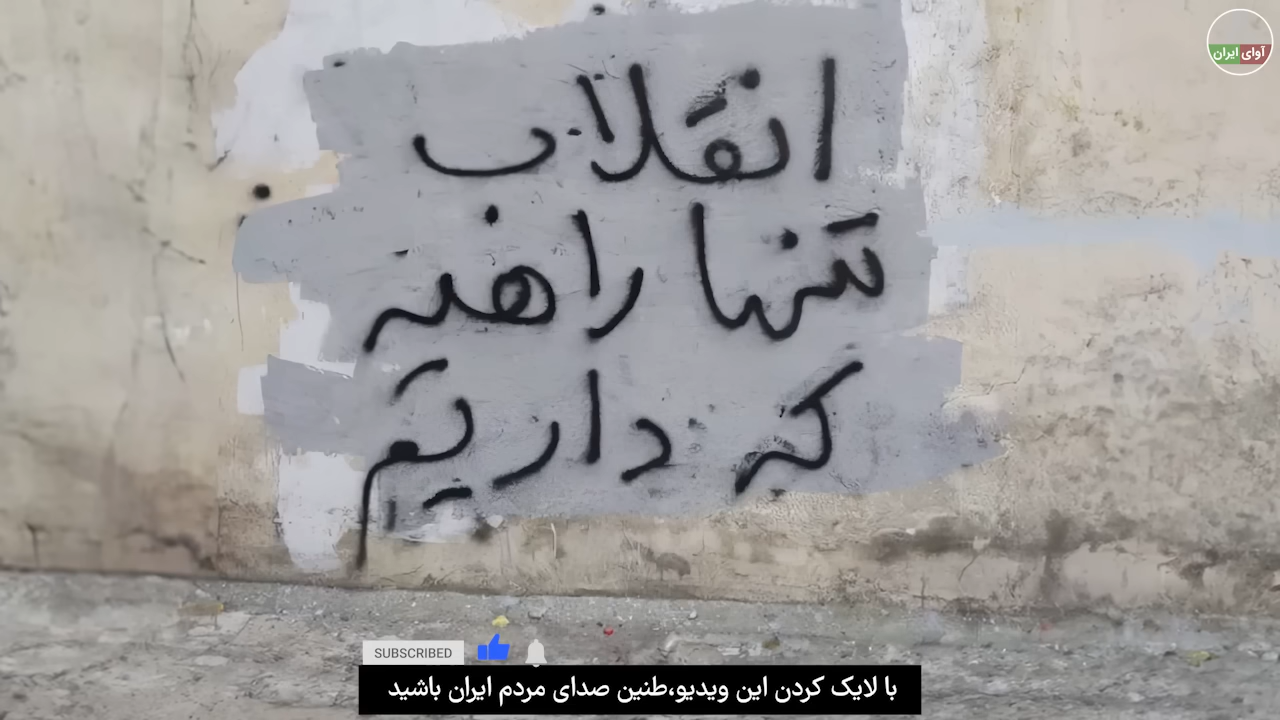 آوای ایران
انقلاب
تنها راهیه
که داریم
SUBSCRIBED
با لایک کردن این ویدیو،طنین صدای مردم ایران باشید